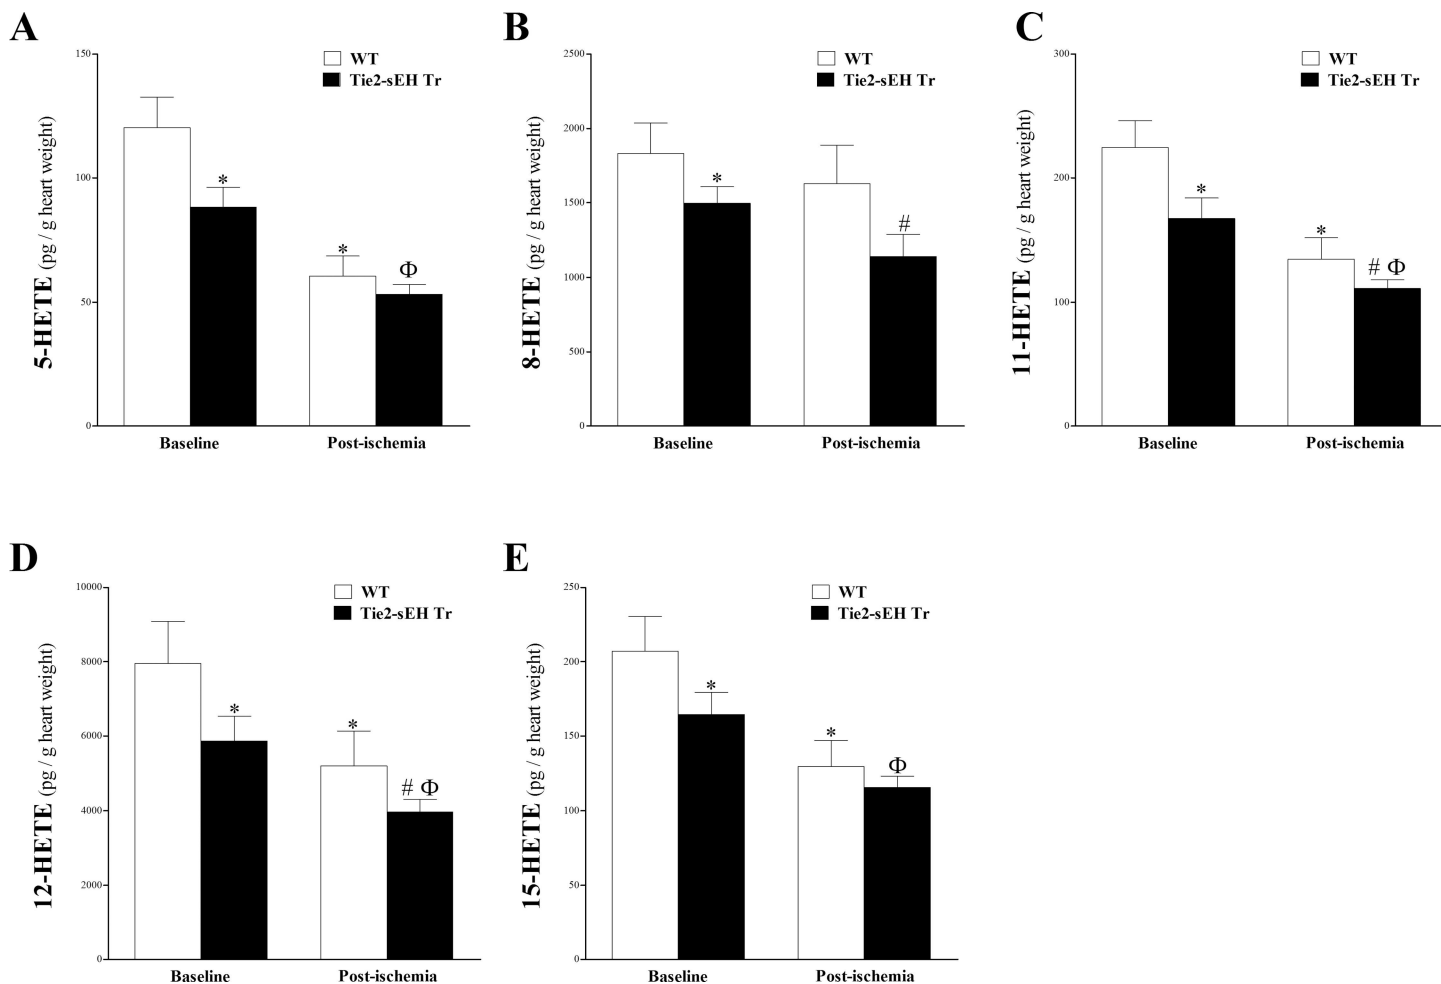 A
5-HETE (pg / g heart weight)
150
100
50
0
WT
Tie2-sEH Tr
*
*
Φ
Baseline
Post-ischemia
B
8-HETE (pg / g heart weight)
2500
2000
1500
1000
500
0
WT
Tie2-sEH Tr
*
#
Baseline
Post-ischemia
C
11-HETE (pg / g heart weight)
300
200
100
0
WT
Tie2-sEH Tr
*
*
# Φ
Baseline
Post-ischemia
D
12-HETE (pg / g heart weight)
10000
8000
6000
4000
2000
0
WT
Tie2-sEH Tr
*
*
# Φ
Baseline
Post-ischemia
E
15-HETE (pg / g heart weight)
250
200
150
100
50
0
WT
Tie2-sEH Tr
*
*
Φ
Baseline
Post-ischemia